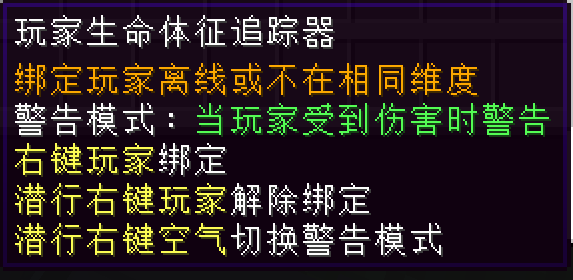 玩家生命体征追踪器
绑定玩家离线或不在相同维度
警告模式：当玩家受到伤害时警告
右键玩家绑定
潜行右键玩家解除绑定
潜行右键空气切换警告模式